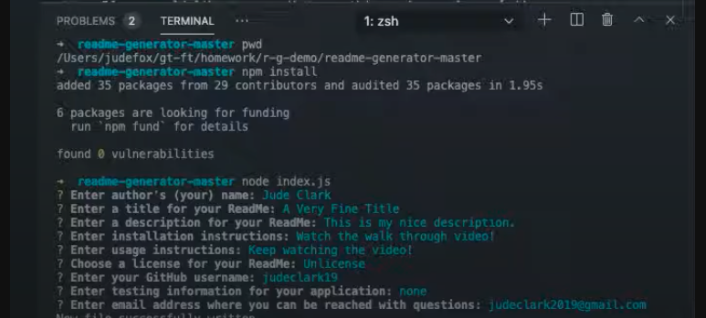 PROBLEMS 2 TERMINAL ... 1: zsh
→ readme-generator-master pwd
/Users/judefox/gt-ft/homework/r-g-demo/readme-generator-master
→ readme-generator-master npm install
added 35 packages from 29 contributors and audited 35 packages in 1.95s
6 packages are looking for funding
run `npm fund` for details
found 0 vulnerabilities
→ readme-generator-master node index.js
? Enter author's (your) name: Jude Clark
? Enter a title for your ReadMe: A Very Fine Title
? Enter a description for your ReadMe: This is my nice description.
? Enter installation instructions: Watch the walk through video!
? Enter usage instructions: Keep watching the video!
? Choose a license for your ReadMe: Unlicense
? Enter your GitHub username: judeclark19
? Enter testing information for your application: none
? Enter email address where you can be reached with questions: judeclark2019@gmail.com
New file successfully written